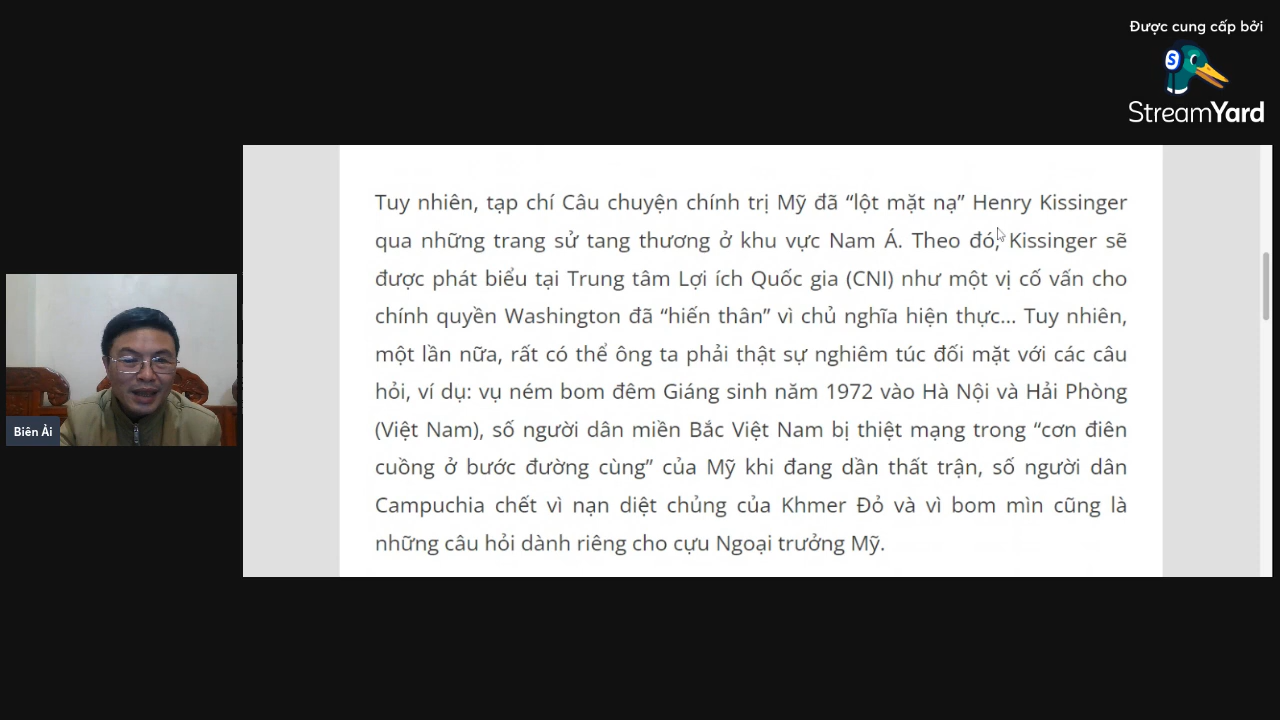 Được cung cấp bởi
S
StreamYard
Tuy nhiên, tạp chí Câu chuyện chính trị Mỹ đã “lột mặt nạ” Henry Kissinger
qua những trang sử tang thương ở khu vực Nam Á. Theo đó, Kissinger sẽ
được phát biểu tại Trung tâm Lợi ích Quốc gia (CNI) như một vị cố vấn cho
chính quyền Washington đã “hiến thân” vì chủ nghĩa hiện thực... Tuy nhiên,
một lần nữa, rất có thể ông ta phải thật sự nghiêm túc đối mặt với các câu
hỏi, ví dụ: vụ ném bom đêm Giáng sinh năm 1972 vào Hà Nội và Hải Phòng
(Việt Nam), số người dân miền Bắc Việt Nam bị thiệt mạng trong “cơn điên
cuồng ở bước đường cùng” của Mỹ khi đang dần thất trận, số người dân
Campuchia chết vì nạn diệt chủng của Khmer Đỏ và vì bom mìn cũng là
những câu hỏi dành riêng cho cựu Ngoại trưởng Mỹ.
Biên Ải